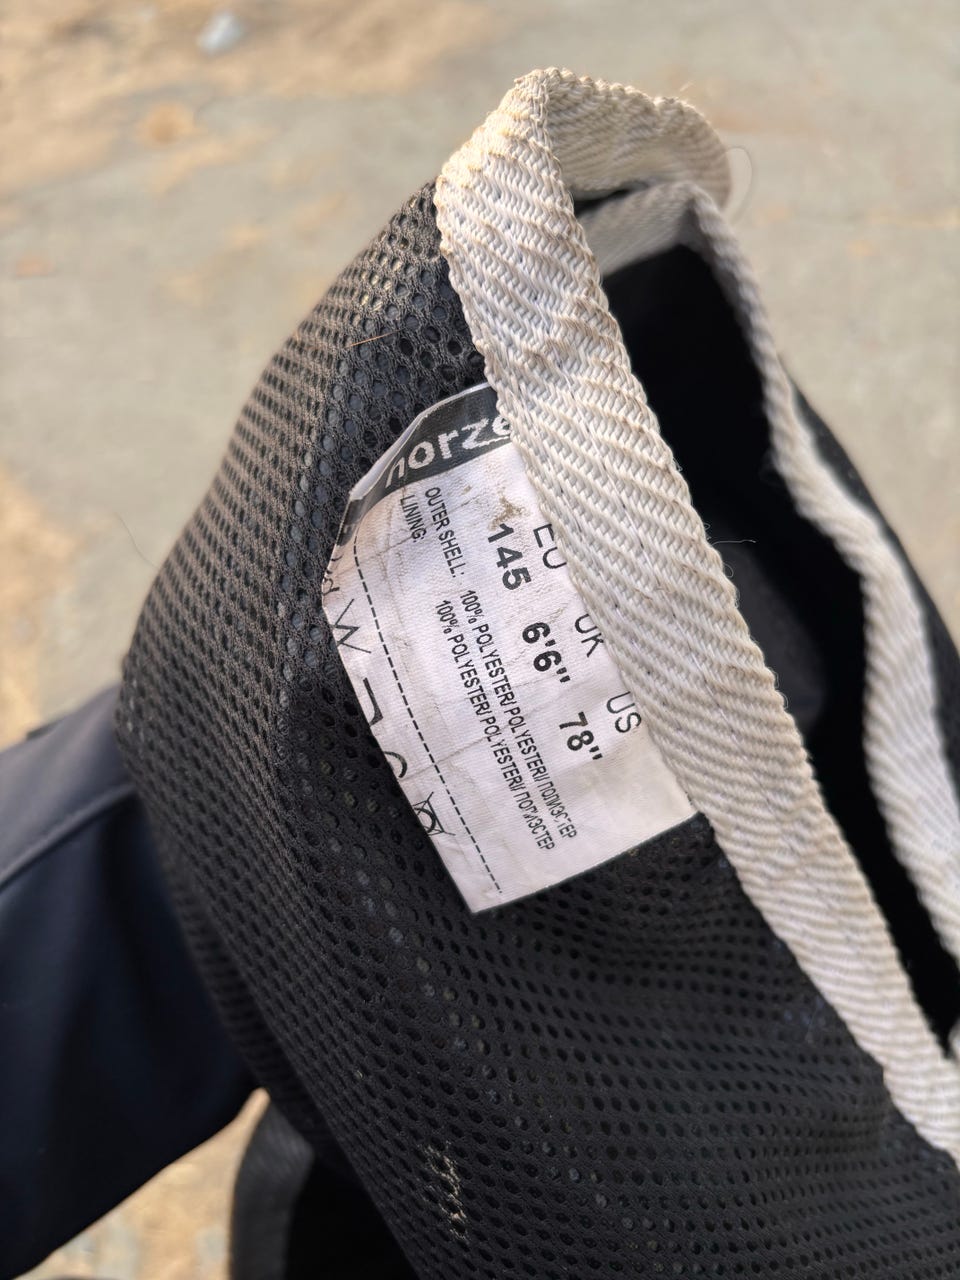 horze
EU UK US
145 6'6" 78"
OUTER SHELL: 100% POLYESTER/ POLYESTER/ ПОЛИЭСТЕР
LINING: 100% POLYESTER/ POLYESTER/ ПОЛИЭСТЕР